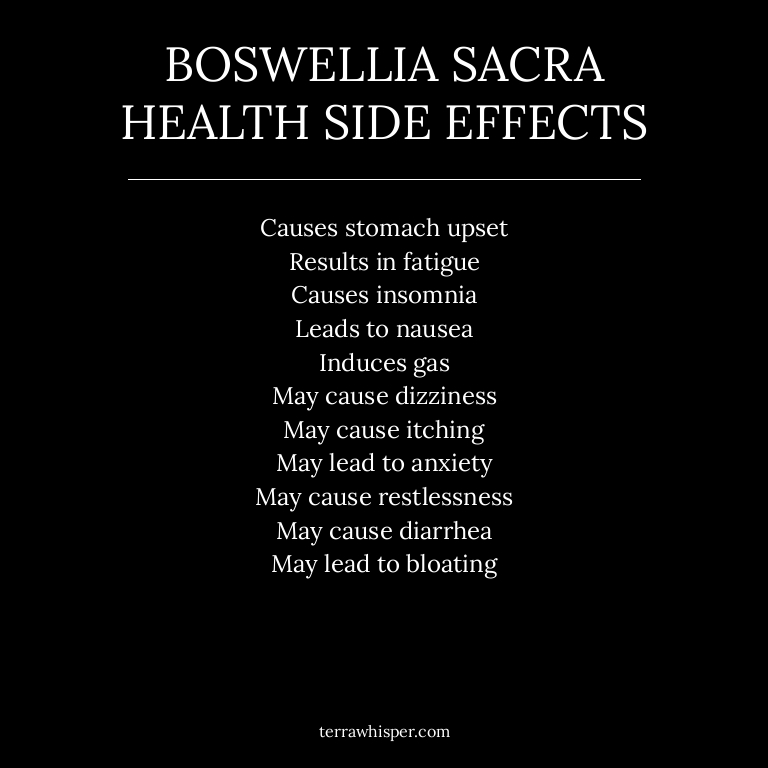 BOSWELLIA SACRA
HEALTH SIDE EFFECTS
Causes stomach upset
Results in fatigue
Causes insomnia
Leads to nausea
Induces gas
May cause dizziness
May cause itching
May lead to anxiety
May cause restlessness
May cause diarrhea
May lead to bloating
terrawhisper.com